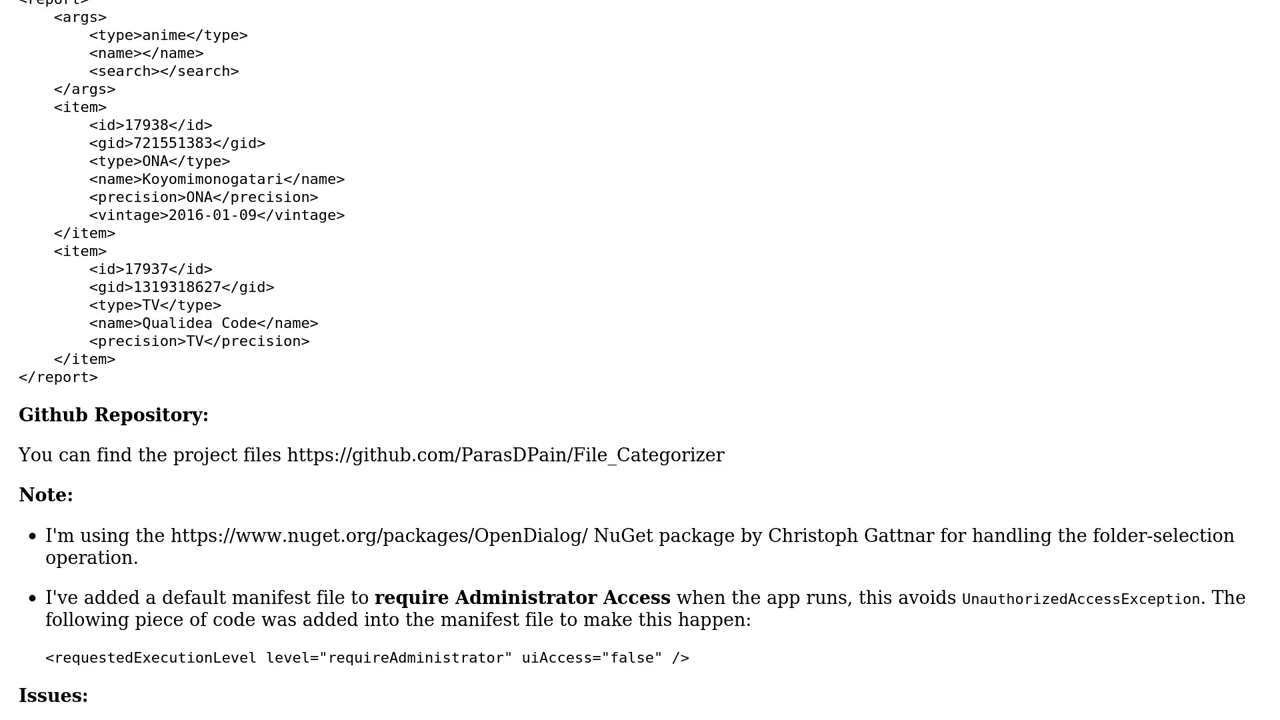 <report>
    <args>
        <type>anime</type>
        <name></name>
        <search></search>
    </args>
    <item>
        <id>17938</id>
        <gid>721551383</gid>
        <type>ONA</type>
        <name>Koyomimonogatari</name>
        <precision>ONA</precision>
        <vintage>2016-01-09</vintage>
    </item>
    <item>
        <id>17937</id>
        <gid>1319318627</gid>
        <type>TV</type>
        <name>Qualidea Code</name>
        <precision>TV</precision>
    </item>
</report>
Github Repository:
You can find the project files https://github.com/ParasDPain/File_Categorizer
Note:
• I'm using the https://www.nuget.org/packages/OpenDialog/ NuGet package by Christoph Gattnar for handling the folder-selection
operation.
• I've added a default manifest file to require Administrator Access when the app runs, this avoids UnauthorizedAccessException. The
following piece of code was added into the manifest file to make this happen:
<requestedExecutionLevel level="requireAdministrator" uiAccess="false" />
Issues: